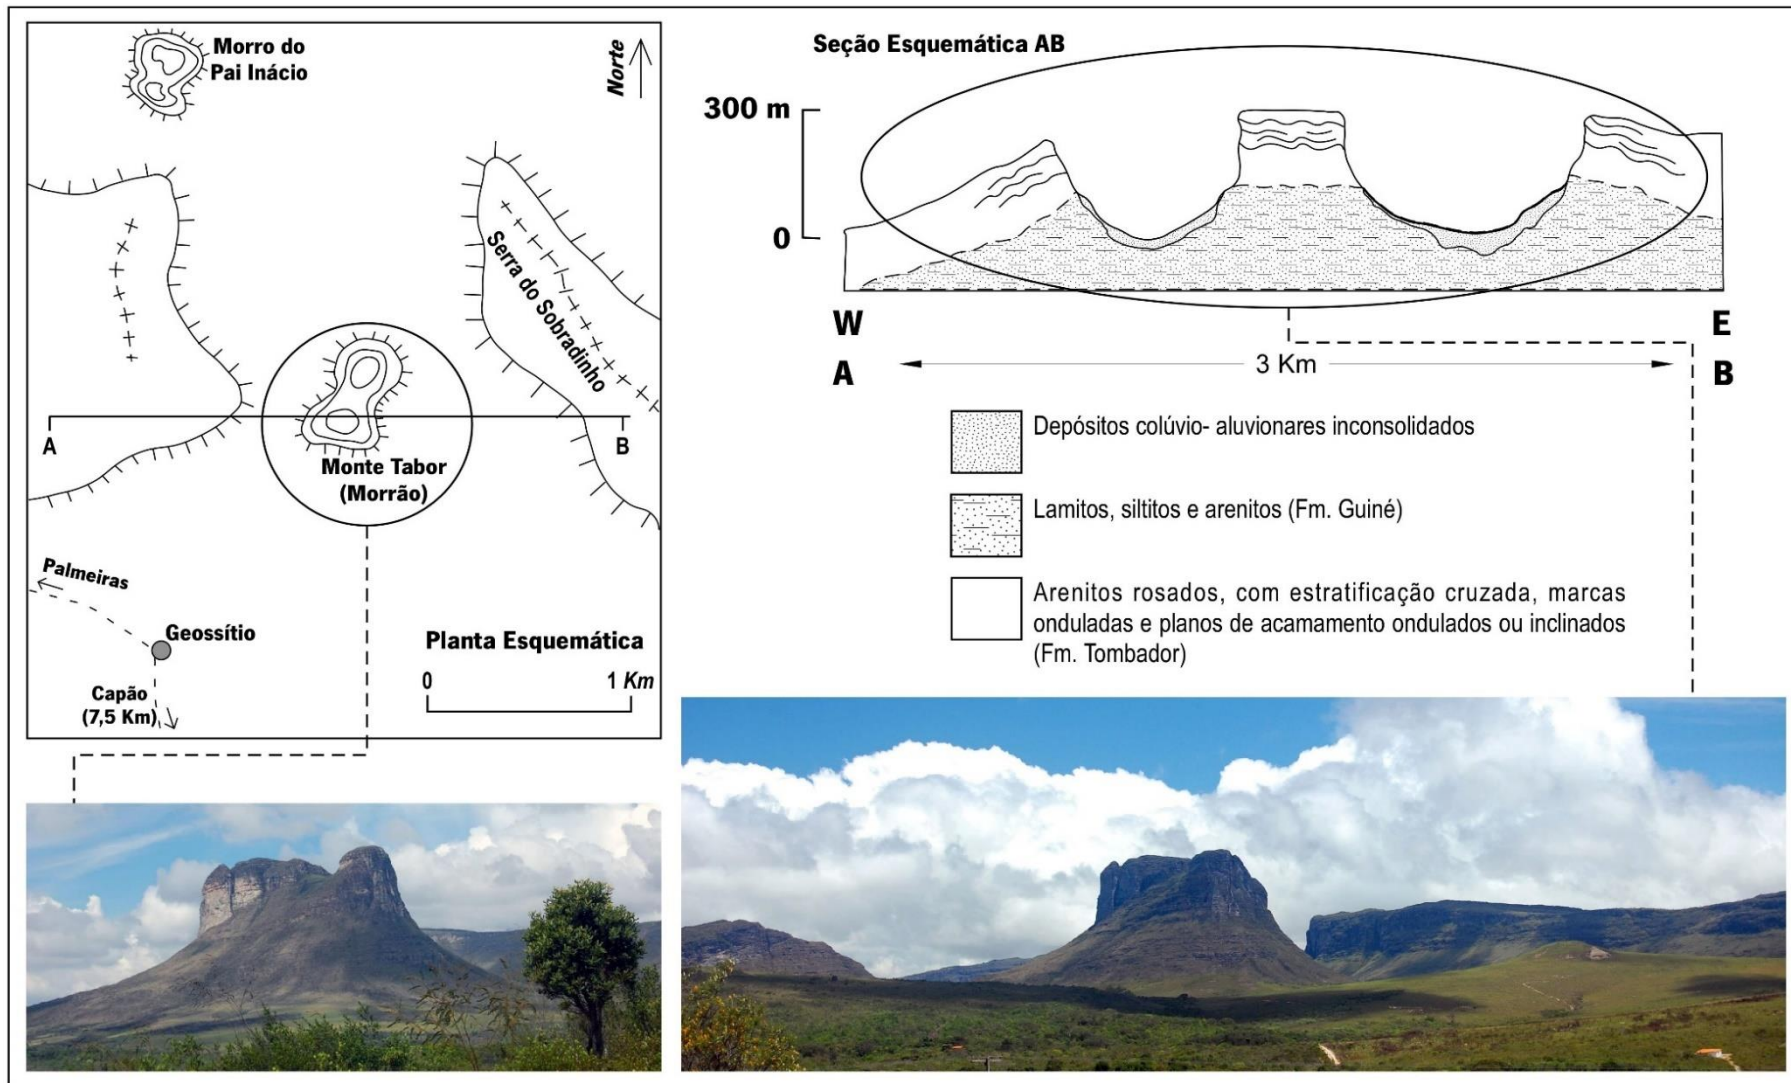 Morro do
Pai Inácio
Norte
Serra do Sobradinho
A
B
Monte Tabor
(Morrão)
Palmeiras
Geossítio
Capão
(7,5 Km)
Planta Esquemática
0
1 Km
Seção Esquemática AB
300 m
0
W
E
A
3 Km
B
Depósitos colúvio- aluvionares inconsolidados
Lamitos, siltitos e arenitos (Fm. Guiné)
Arenitos rosados, com estratificação cruzada, marcas
onduladas e planos de acamamento ondulados ou inclinados
(Fm. Tombador)